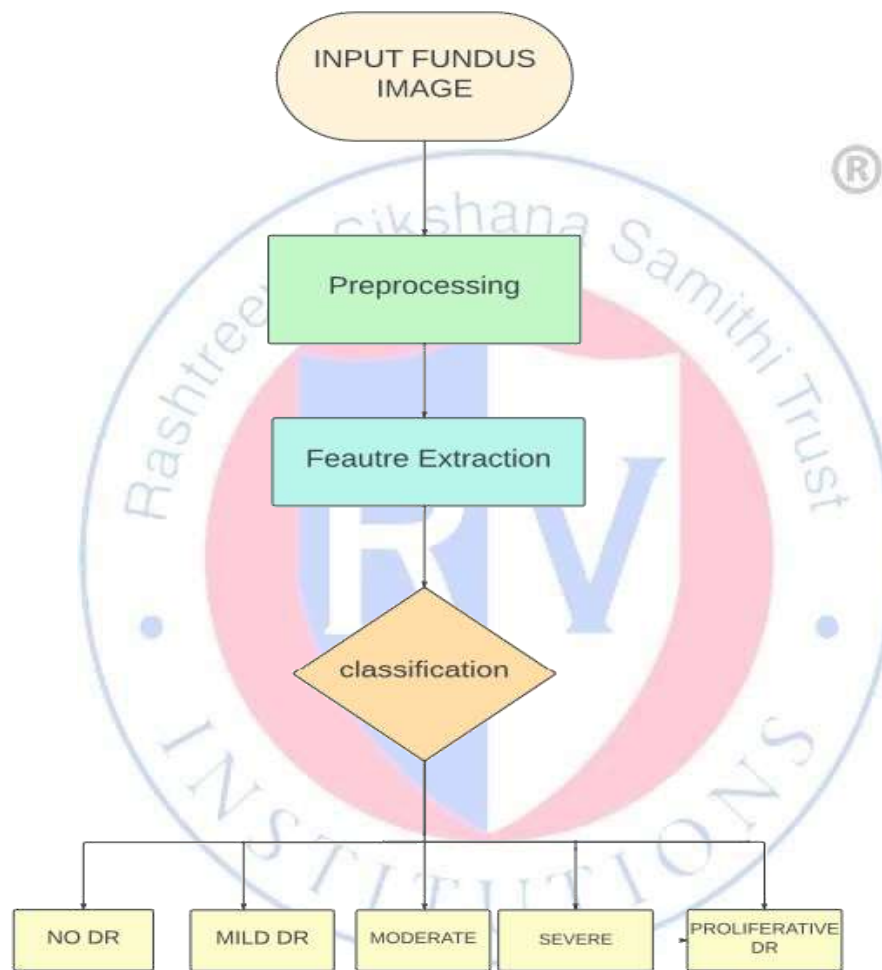 INPUT FUNDUS
IMAGE
®
Rashtreey Sikshana Samithi Trust
Preprocessing
Feautre Extraction
RV
classification
INSTITUTIONS
NO DR
MILD DR
MODERATE
SEVERE
PROLIFERATIVE
DR